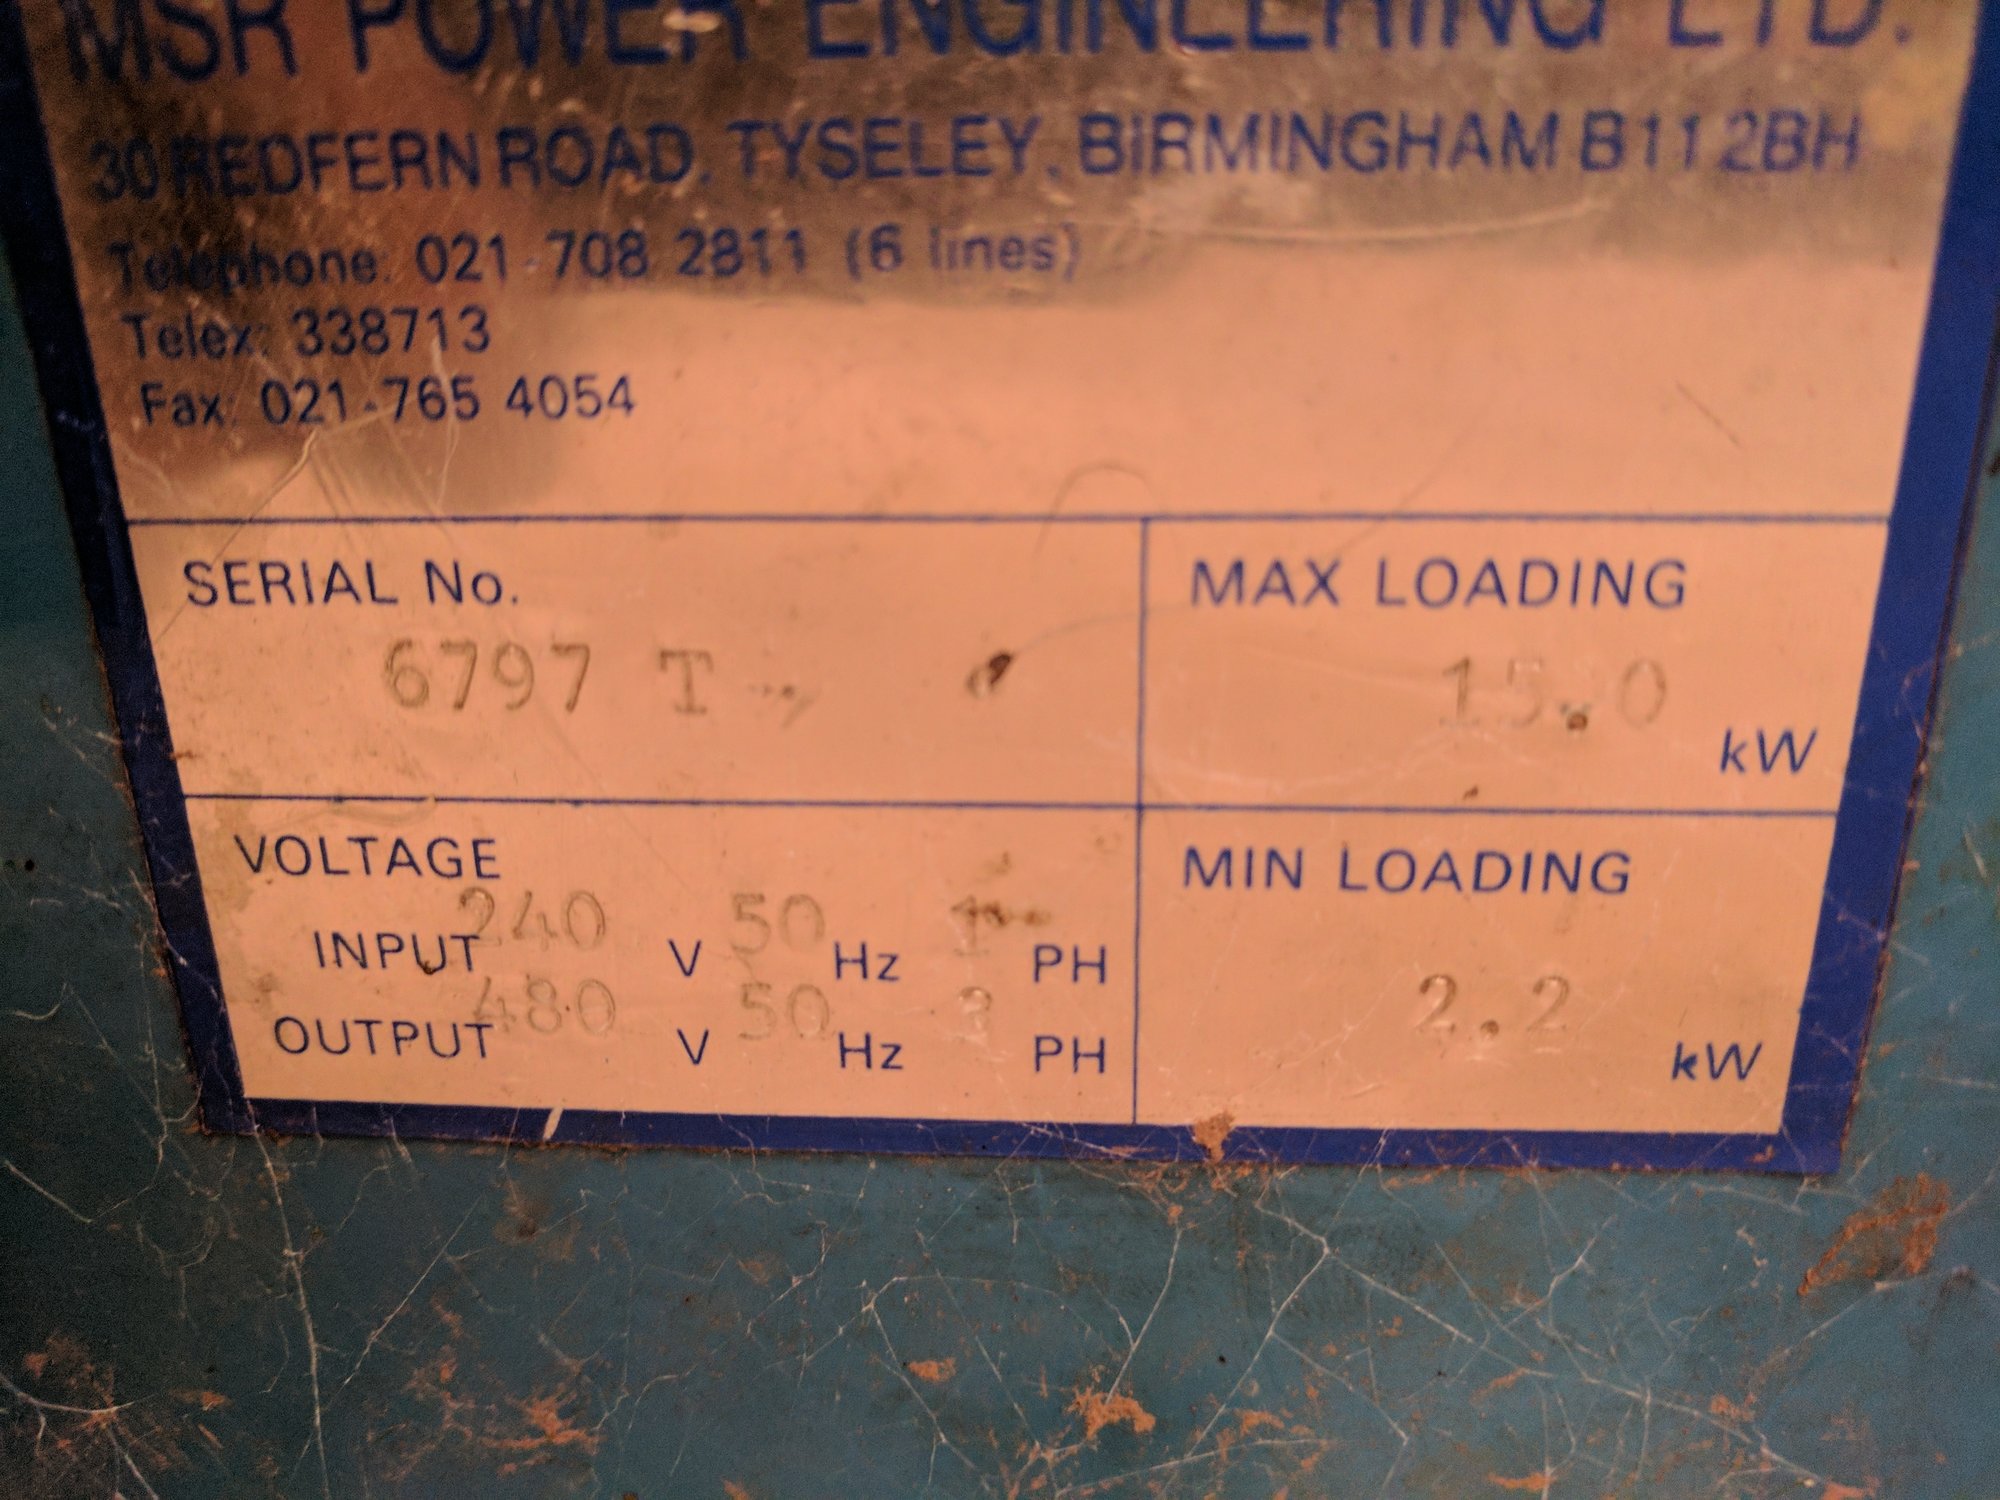 MSR POWER ENGINEERING LTD.
30 REDFERN ROAD, TYSELEY, BIRMINGHAM B11 2BH
Telephone: 021-708 2811 (6 lines)
Telex: 338713
Fax: 021-765 4054
SERIAL No.
6797 T
MAX LOADING
15.0
kW
VOLTAGE
INPUT 240 V 50 Hz 1 PH
OUTPUT 480 V 50 Hz 3 PH
MIN LOADING
2.2
kW